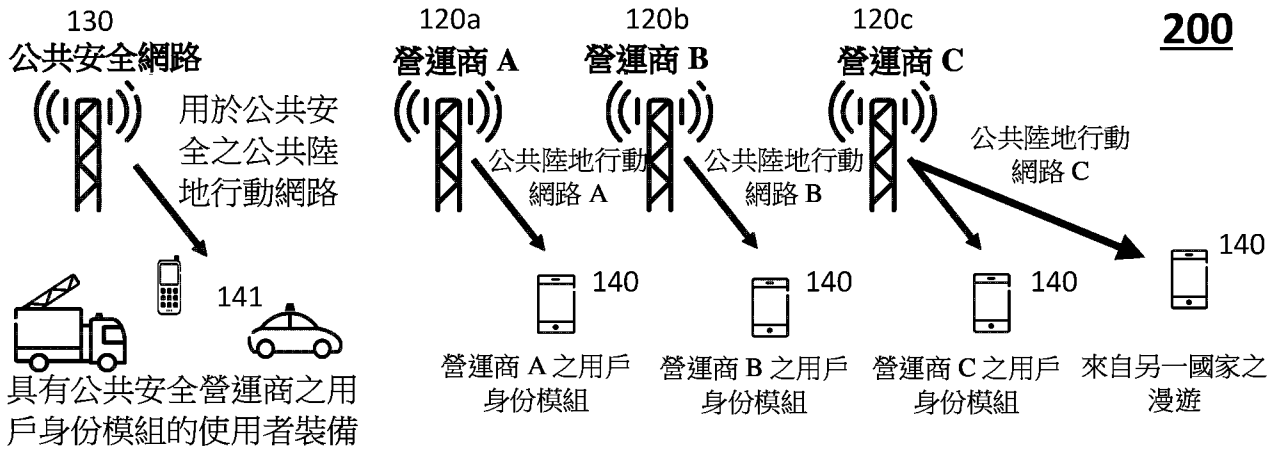 130
公共安全網路
用於公共安
全之公共陸
地行動網路
141
具有公共安全營運商之用
戶身份模組的使用者裝備
120a
營運商 A
公共陸地行動
網路 A
140
營運商 A 之用戶
身份模組
120b
營運商 B
公共陸地行動
網路 B
140
營運商 B 之用戶
身份模組
120c
營運商 C
公共陸地行動
網路 C
140
營運商 C 之用戶
身份模組
140
來自另一國家之
漫遊
200